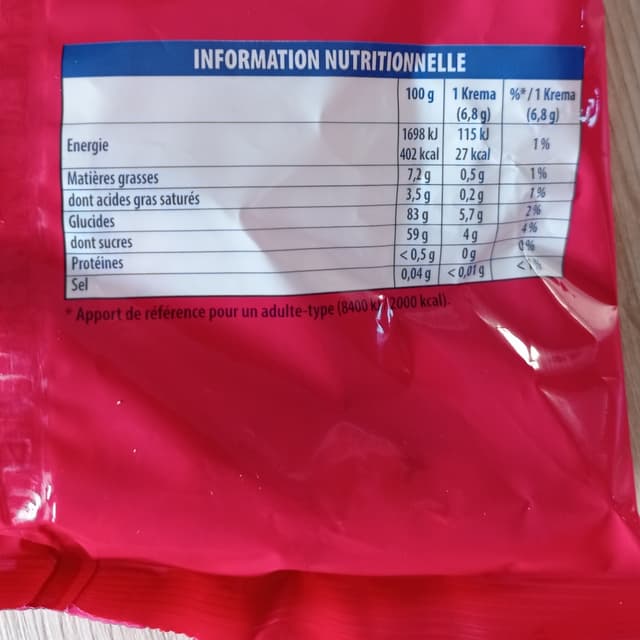 INFORMATION NUTRITIONNELLE
100 g 1 Krema (6,8 g) %*/1 Krema (6,8 g)
Energie 1698 kJ 402 kcal 115 kJ 27 kcal 1%
Matières grasses 7,2 g 0,5 g 1%
dont acides gras saturés 3,5 g 0,2 g 1%
Glucides 83 g 5,7 g 2%
dont sucres 59 g 4 g 4%
Protéines < 0,5 g 0 g 0%
Sel 0,04 g < 0,01 g
* Apport de référence pour un adulte-type (8400 kJ 2000 kcal).